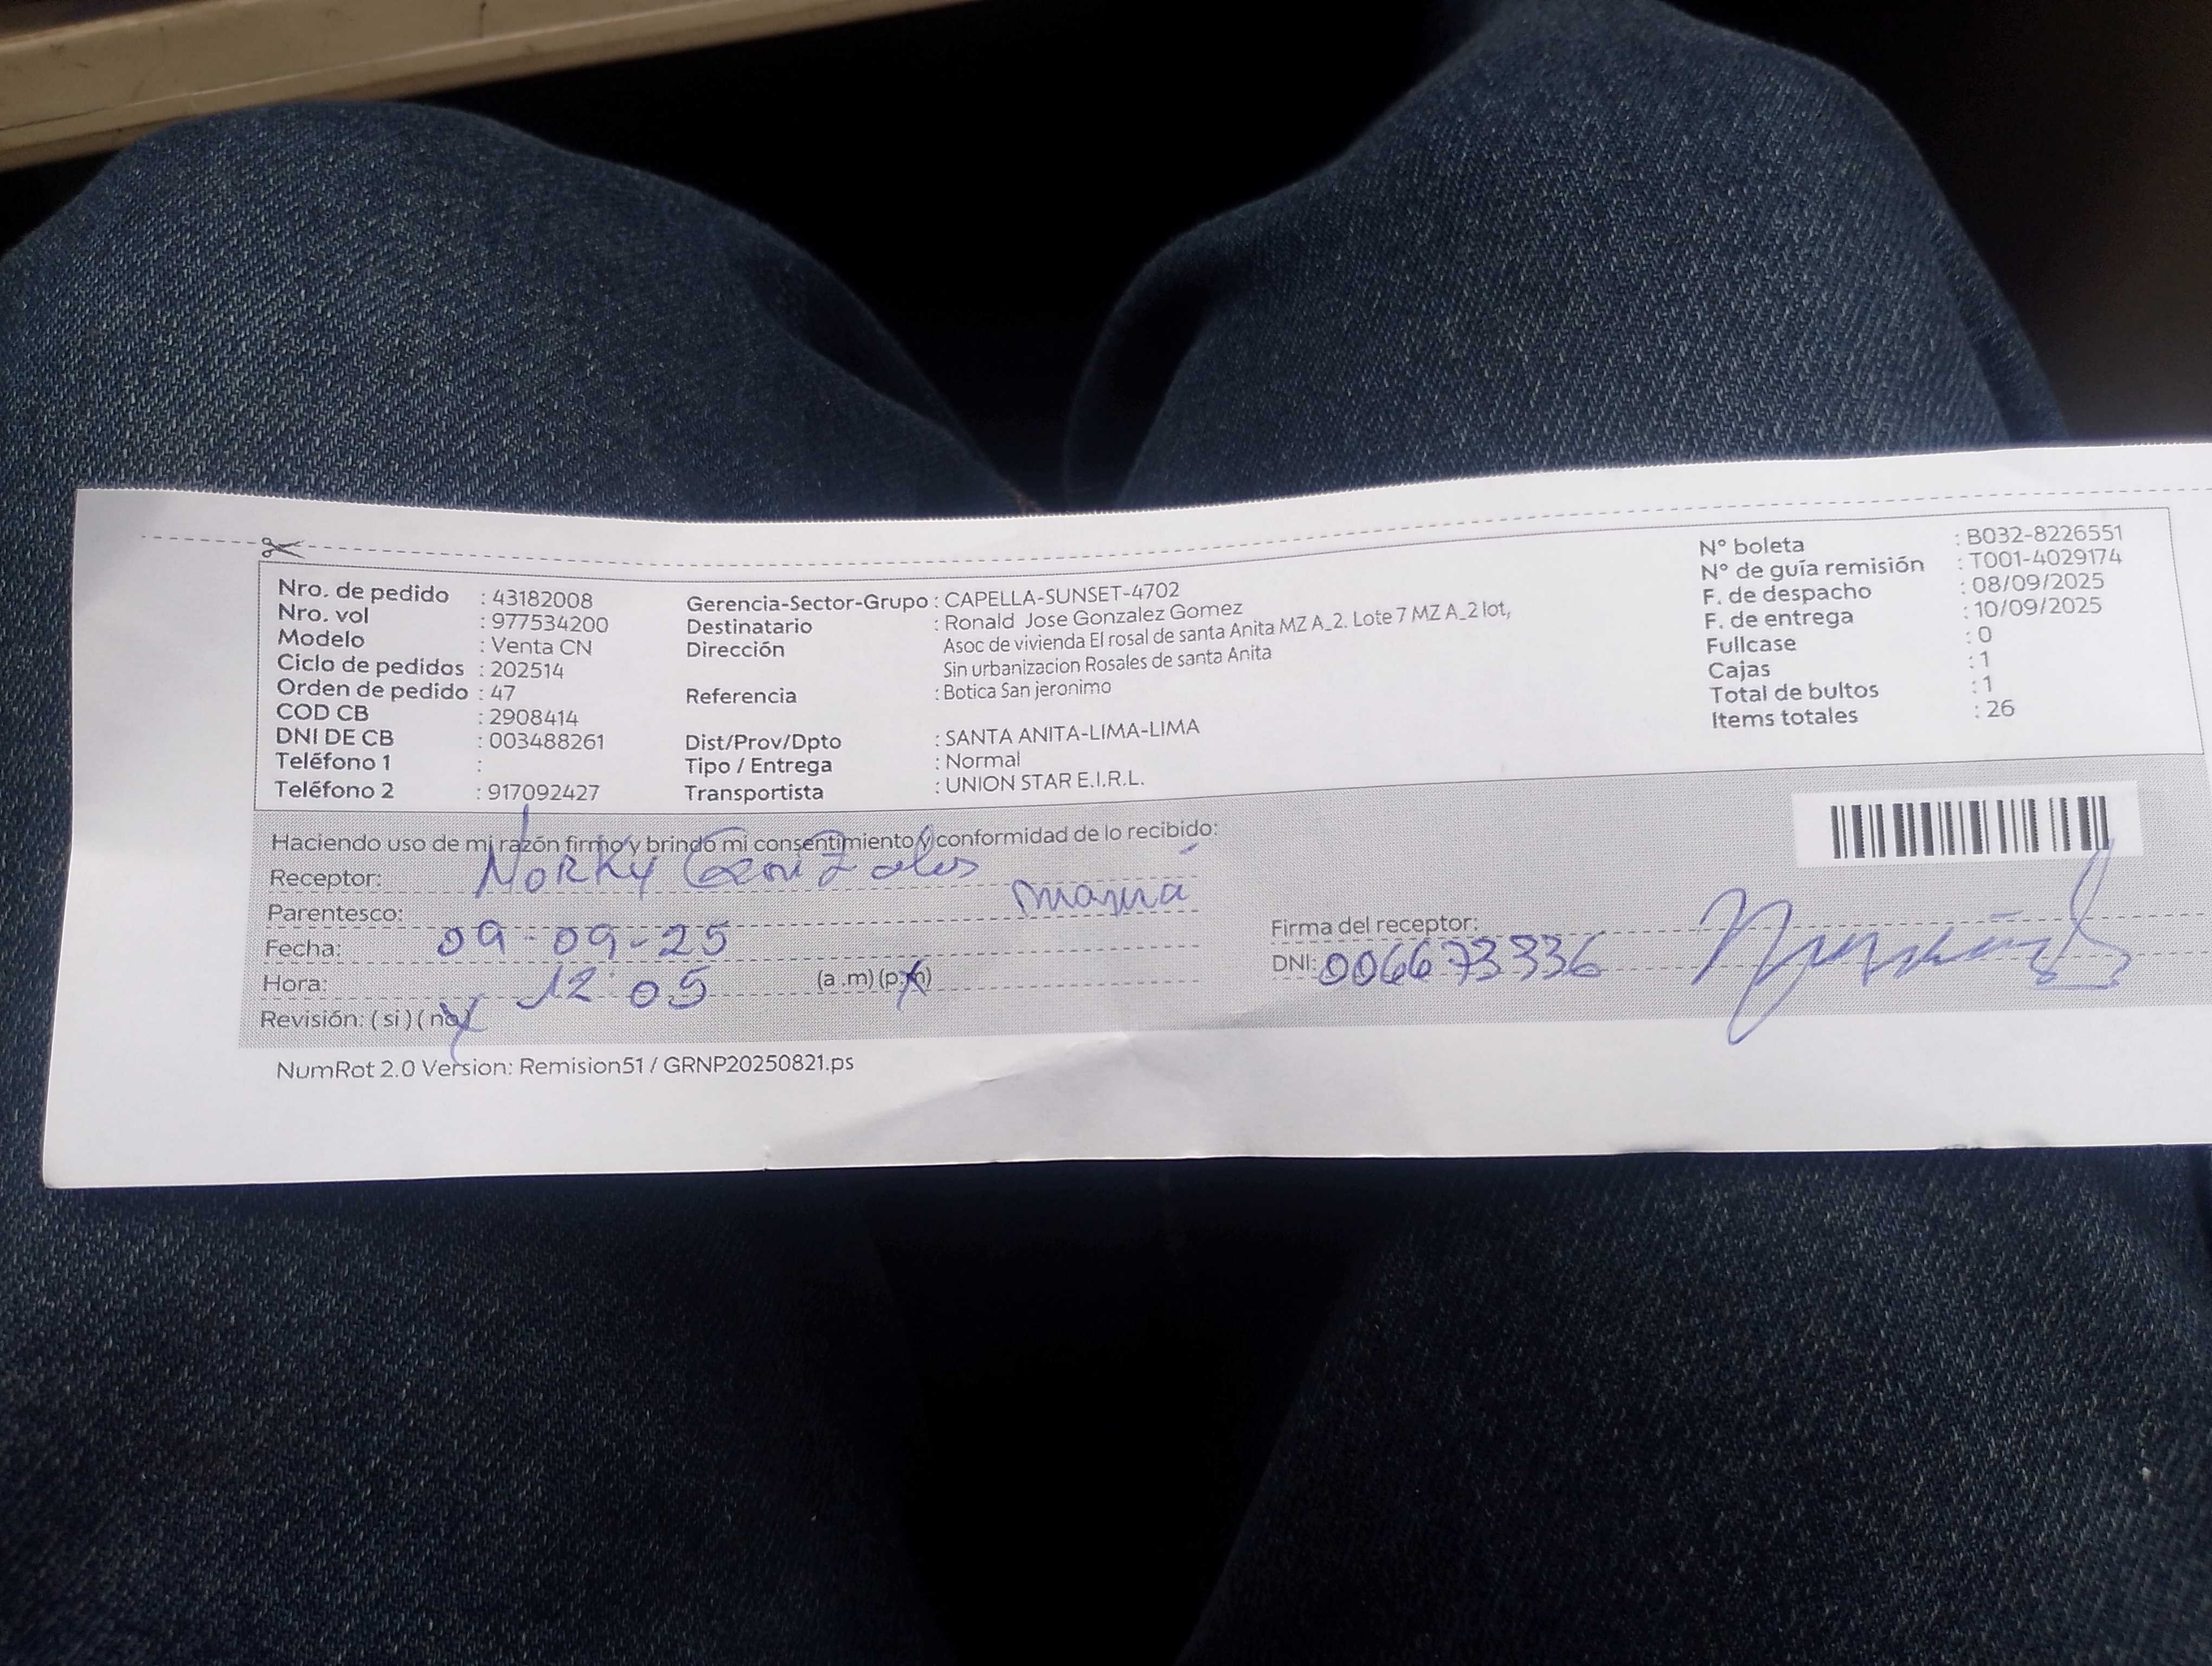 Nro. de pedido : 43182008
Nro. vol : 977534200
Modelo : Venta CN
Ciclo de pedidos : 202514
Orden de pedido : 47
COD CB : 2908414
DNI DE CB : 003488261
Teléfono 1 :
Teléfono 2 : 917092427
Gerencia-Sector-Grupo : CAPELLA-SUNSET-4702
Destinatario : Ronald Jose Gonzalez Gomez
Dirección Asoc de vivienda El rosal de santa Anita MZ A_2. Lote 7 MZ A_2 lot,
Sin urbanizacion Rosales de santa Anita
Referencia : Botica San jeronimo
Dist/Prov/Dpto : SANTA ANITA-LIMA-LIMA
Tipo / Entrega : Normal
Transportista : UNION STAR E.I.R.L.
N° boleta : B032-8226551
N° de guía remisión : T001-4029174
F. de despacho : 08/09/2025
F. de entrega : 10/09/2025
Fullcase : 0
Cajas : 1
Total de bultos : 1
Items totales : 26
Haciendo uso de mi razón firmo y brindo mi consentimiento y conformidad de lo recibido:
Receptor: Norky Gonzales
Parentesco: mamá
Fecha: 09-09-25
Hora: 12:05 (a .m) (p.m)
Revisión: ( si ) ( no )
Firma del receptor:
DNI: 006673336
NumRot 2.0 Version: Remision51 / GRNP20250821.ps